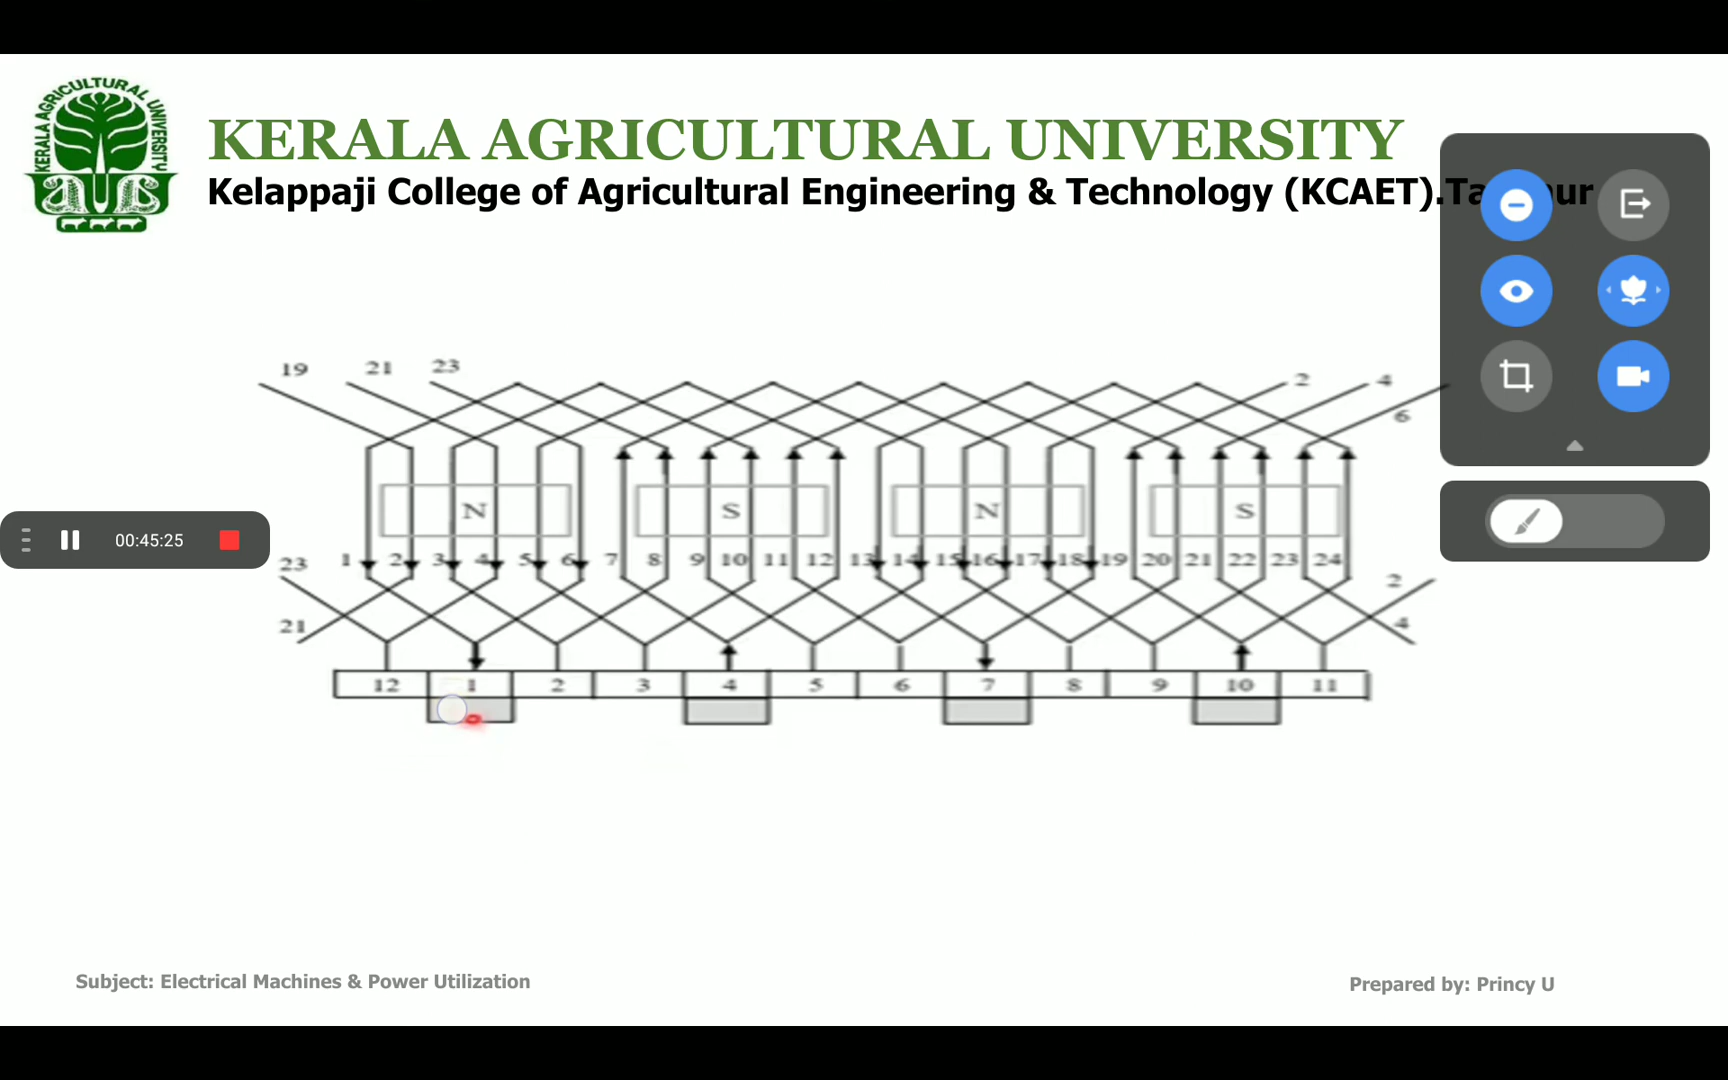 KERALA AGRICULTURAL UNIVERSITY
KERALA AGRICULTURAL UNIVERSITY
Kelappaji College of Agricultural Engineering & Technology (KCAET).
19 21 23 2 4
6
N S N S
00:45:25
23 1 2 3 4 5 6 7 8 9 10 11 12 13 14 15 16 17 18 19 20 21 22 23 24 2
21 4
12 1 2 3 4 5 6 7 8 9 10 11
Subject: Electrical Machines & Power Utilization
Prepared by: Princy U